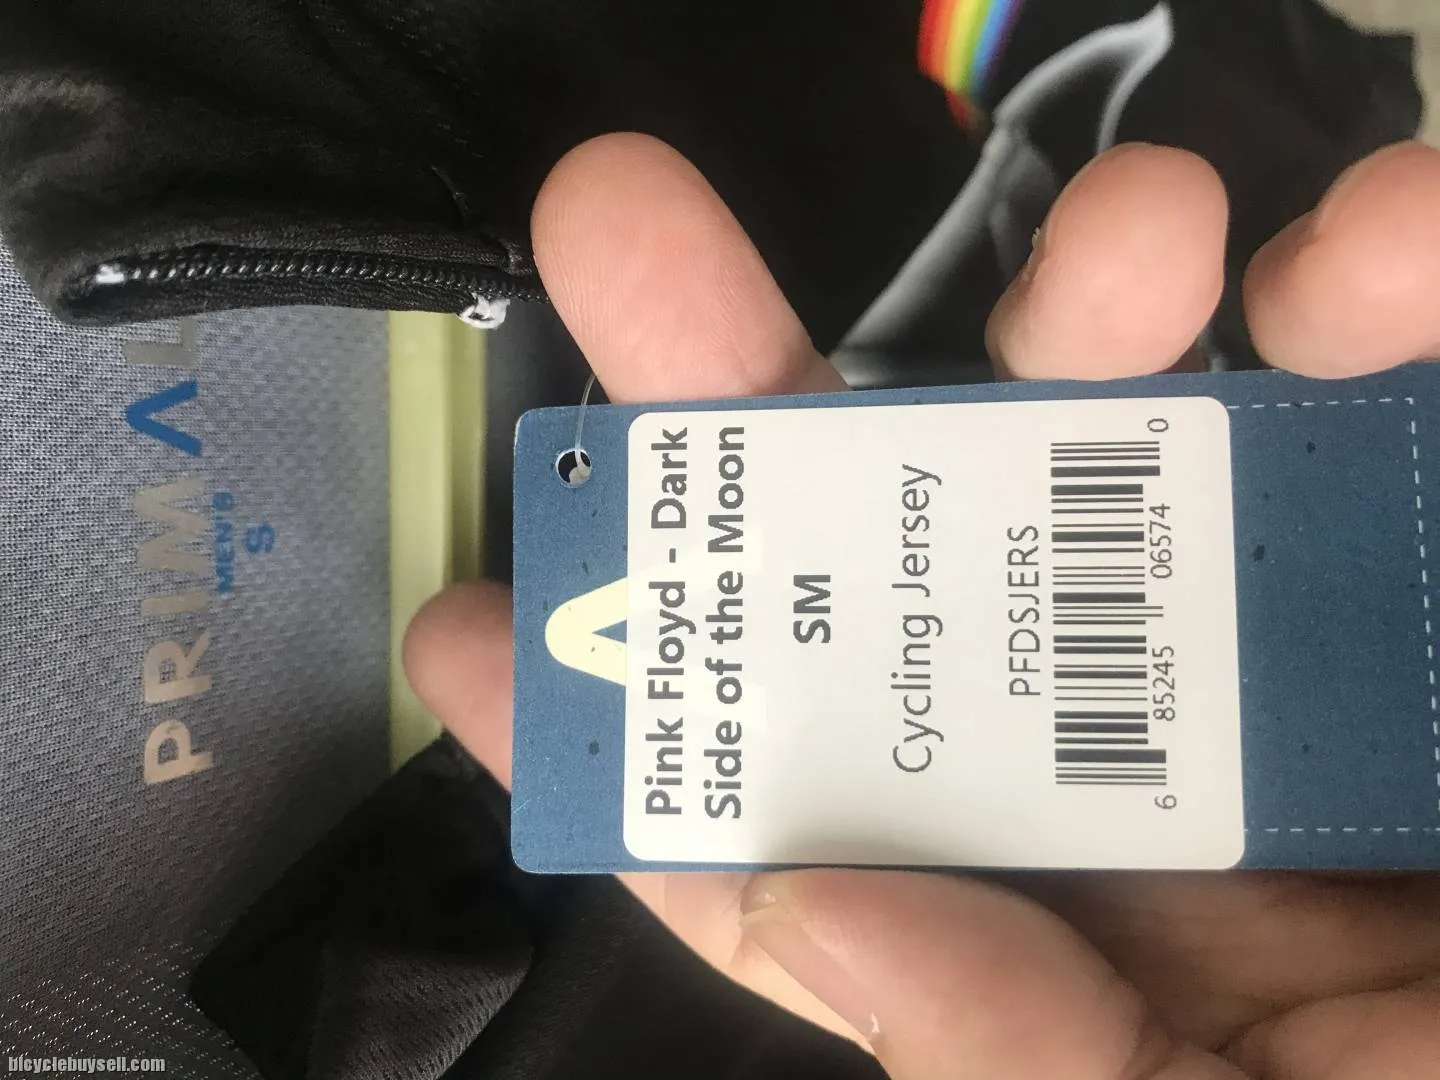 PRIMAL
MEN'S
S
Pink Floyd - Dark
Side of the Moon
SM
Cycling Jersey
PFDSJERS
6 85245 06574 0
bicyclebuysell.com